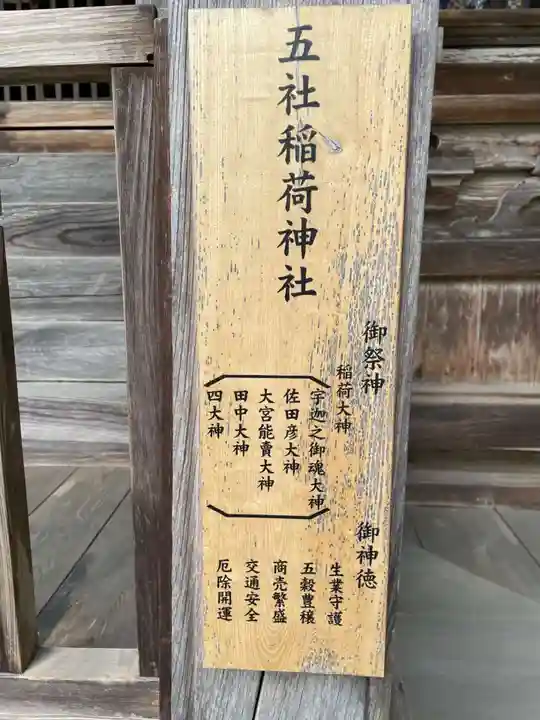 五社稲荷神社
御祭神
稲荷大神
宇迦之御魂大神
佐田彦大神
大宮能賣大神
田中大神
四大神
御神徳
生業守護
五穀豊穣
商売繁盛
交通安全
厄除開運